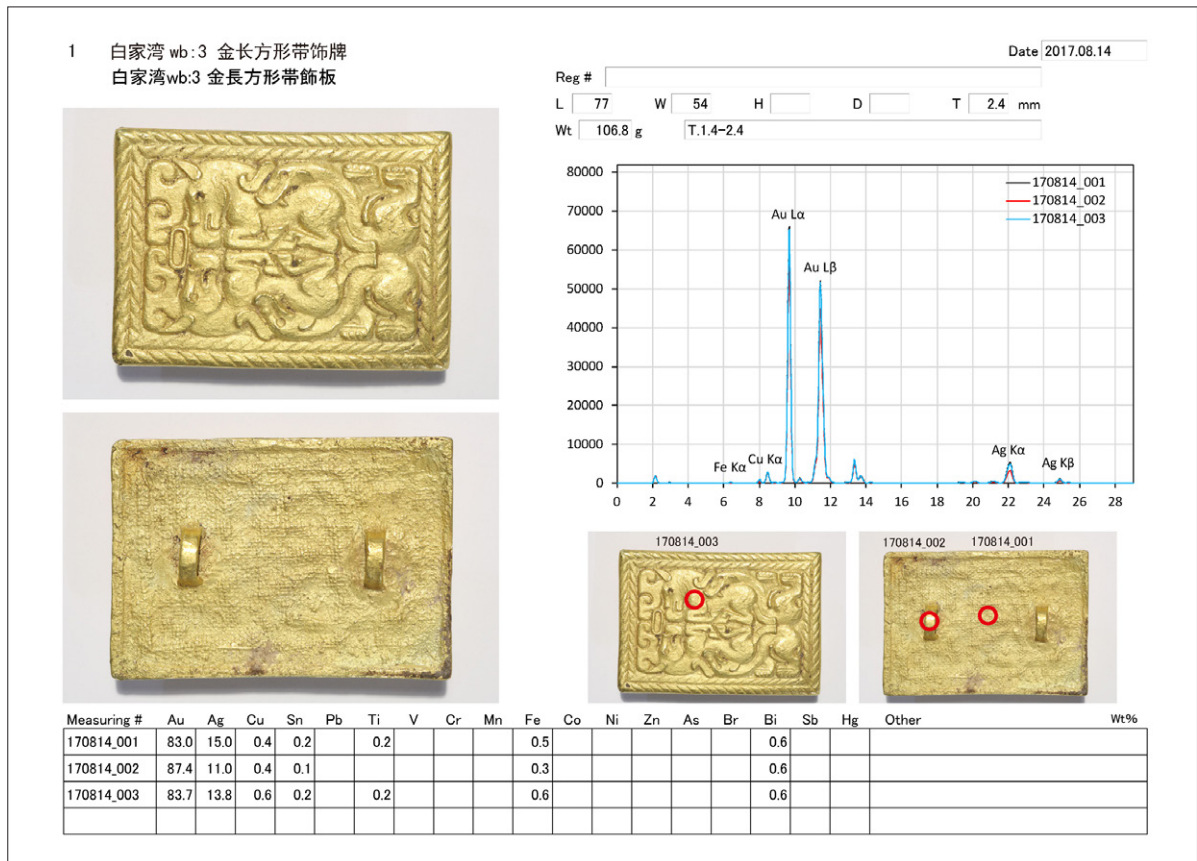 1 白家湾 wb:3 金长方形带饰牌
白家湾wb:3 金長方形帯飾板
Date 2017.08.14
Reg #
L 77 W 54 H D T 2.4 mm
Wt 106.8 g T.1.4-2.4
80000
70000
60000
50000
40000
30000
20000
10000
0
170814_001
170814_002
170814_003
Au Lα
Au Lβ
Fe Kα
Cu Kα
Ag Kα
Ag Kβ
0 2 4 6 8 10 12 14 16 18 20 22 24 26 28
170814_003
170814_002 170814_001
Measuring # Au Ag Cu Sn Pb Ti V Cr Mn Fe Co Ni Zn As Br Bi Sb Hg Other Wt%
170814_001 83.0 15.0 0.4 0.2 0.2 0.5 0.6
170814_002 87.4 11.0 0.4 0.1 0.3 0.6
170814_003 83.7 13.8 0.6 0.2 0.2 0.6 0.6